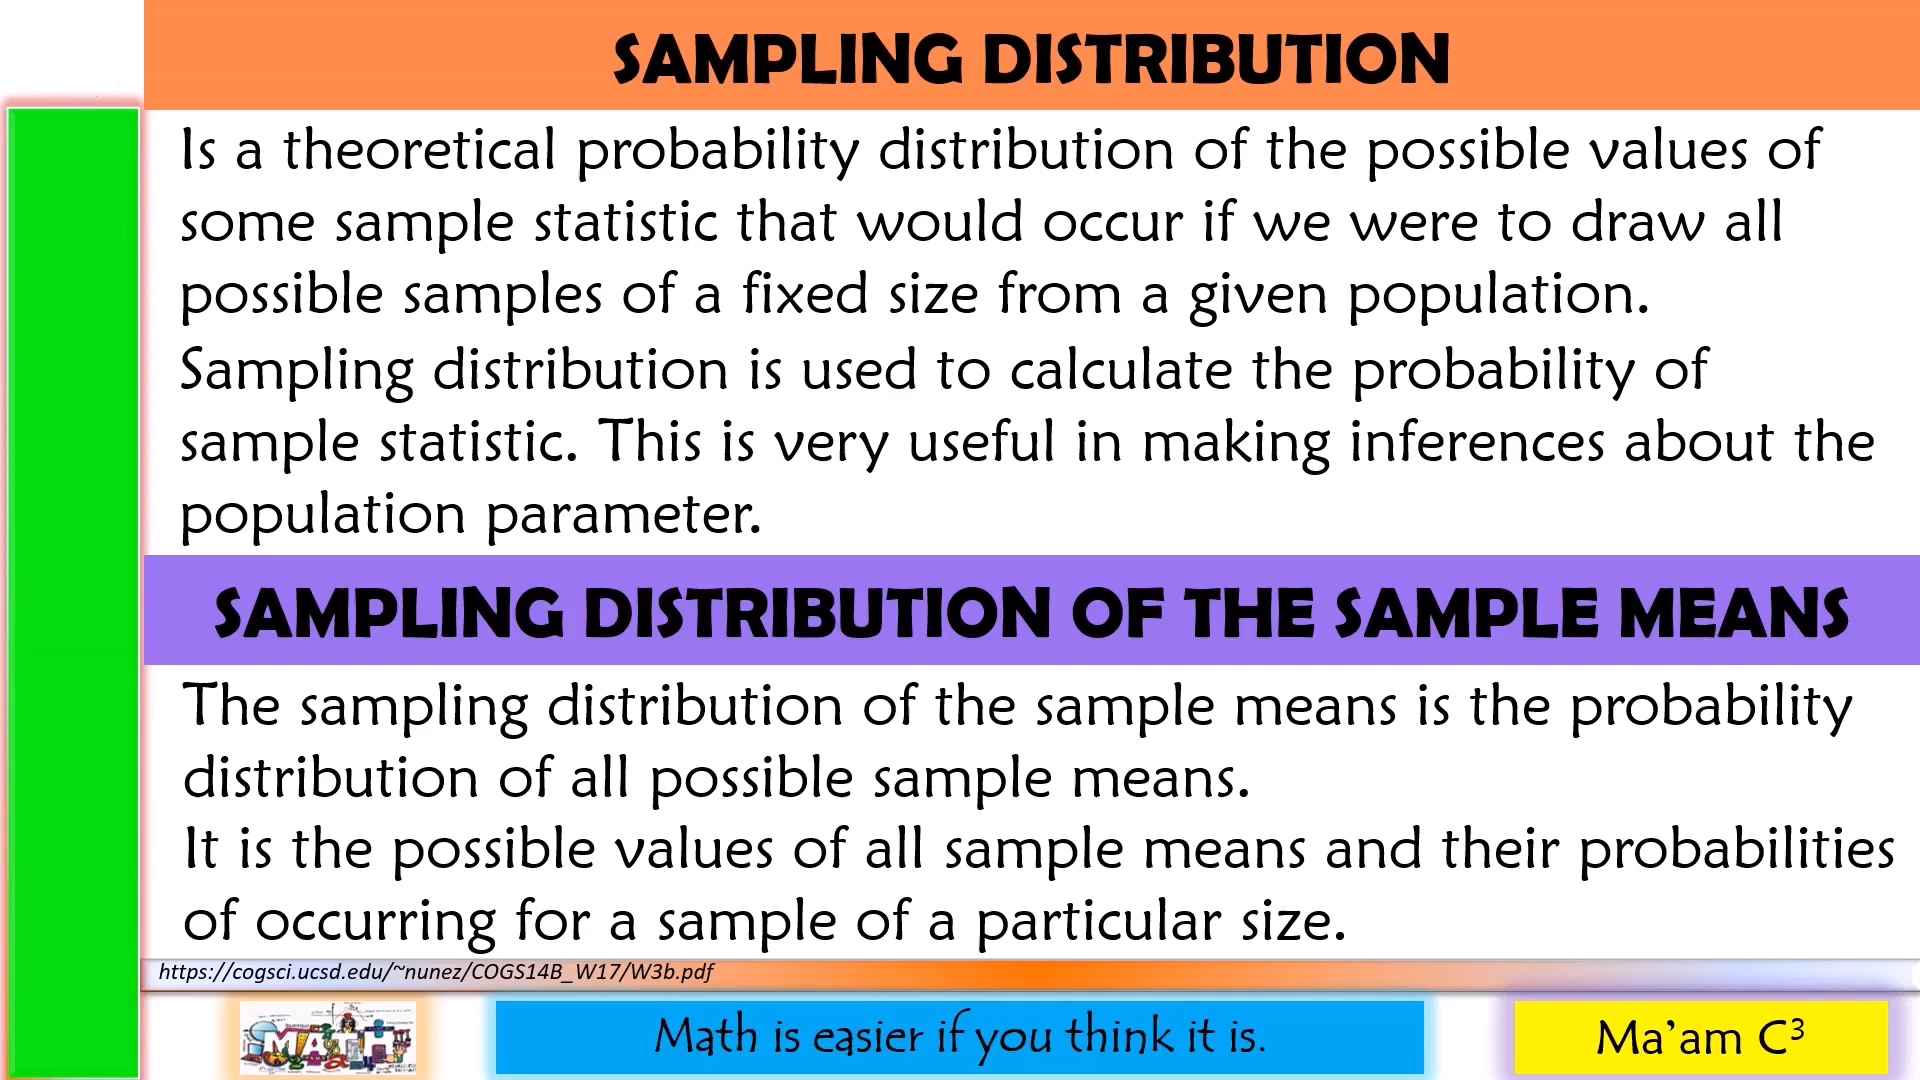 SAMPLING DISTRIBUTION
Is a theoretical probability distribution of the possible values of
some sample statistic that would occur if we were to draw all
possible samples of a fixed size from a given population.
Sampling distribution is used to calculate the probability of
sample statistic. This is very useful in making inferences about the
population parameter.
SAMPLING DISTRIBUTION OF THE SAMPLE MEANS
The sampling distribution of the sample means is the probability
distribution of all possible sample means.
It is the possible values of all sample means and their probabilities
of occurring for a sample of a particular size.
https://cogsci.ucsd.edu/~nunez/COGS14B_W17/W3b.pdf
MATH
Math is easier if you think it is.
Ma'am C³